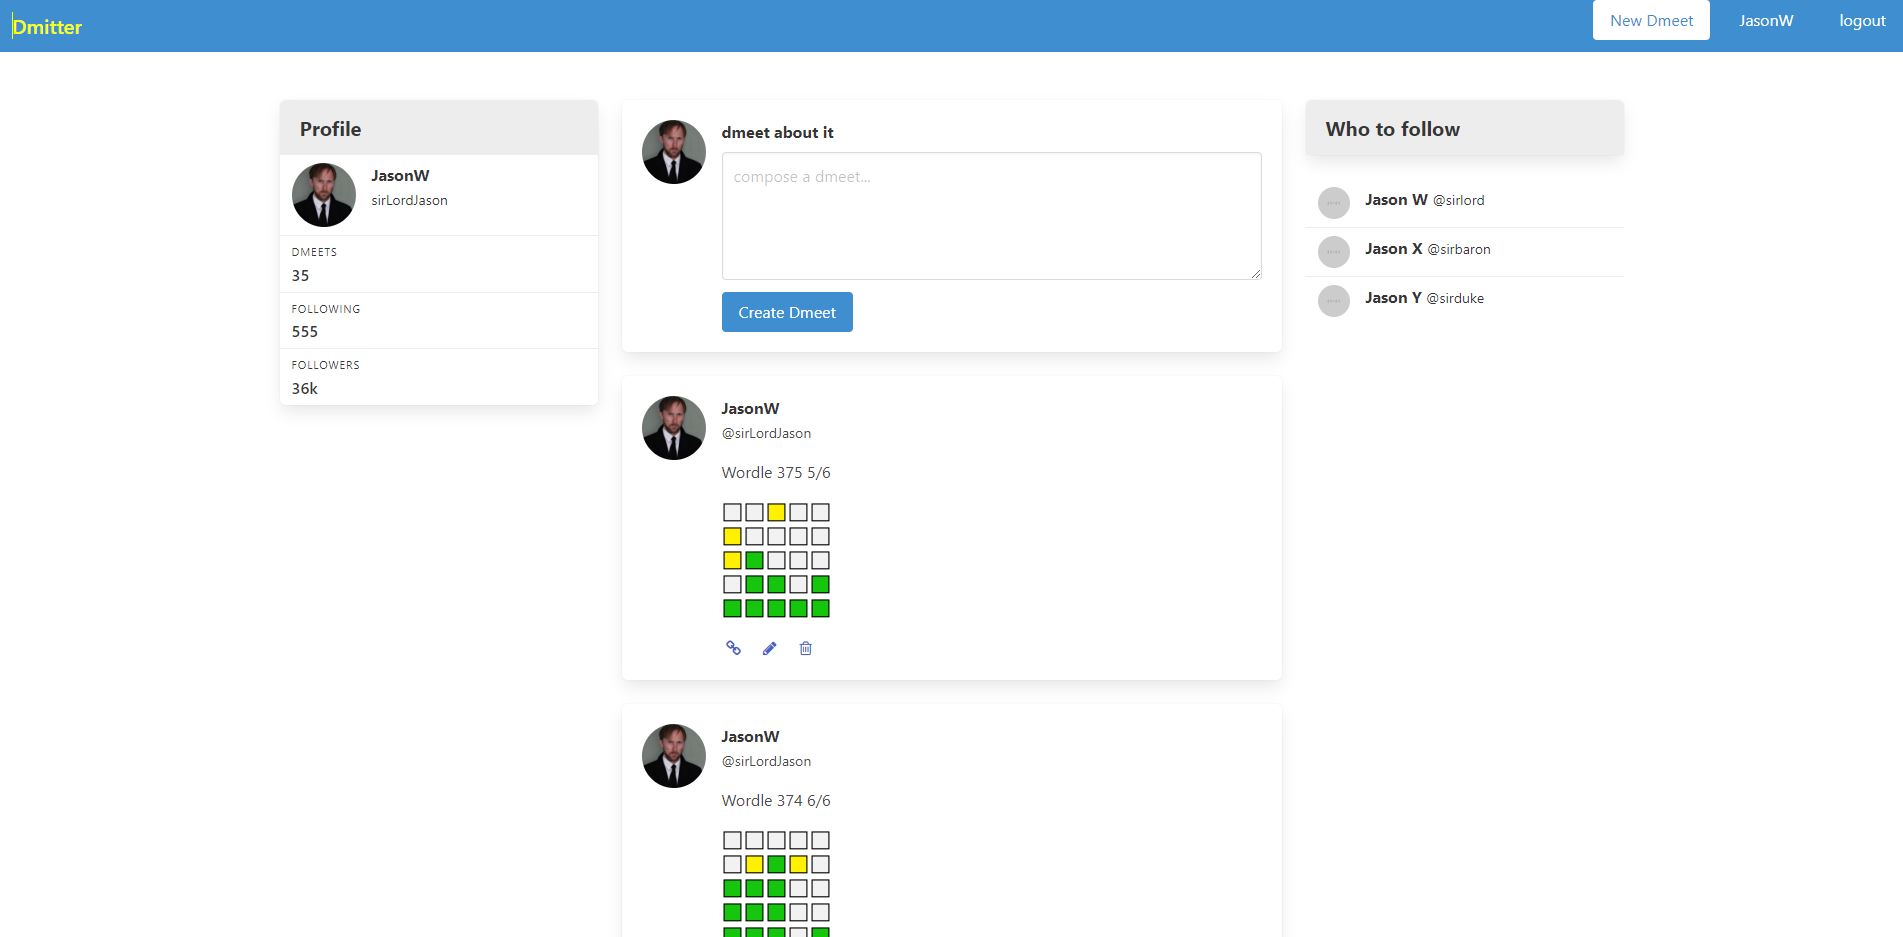 Dmitter
New Dmeet
JasonW
logout
Profile
JasonW
sirLordJason
DMEETS
35
FOLLOWING
555
FOLLOWERS
36k
dmeet about it
compose a dmeet...
Create Dmeet
JasonW
@sirLordJason
Wordle 375 5/6
JasonW
@sirLordJason
Wordle 374 6/6
Who to follow
Jason W @sirlord
Jason X @sirbaron
Jason Y @sirduke